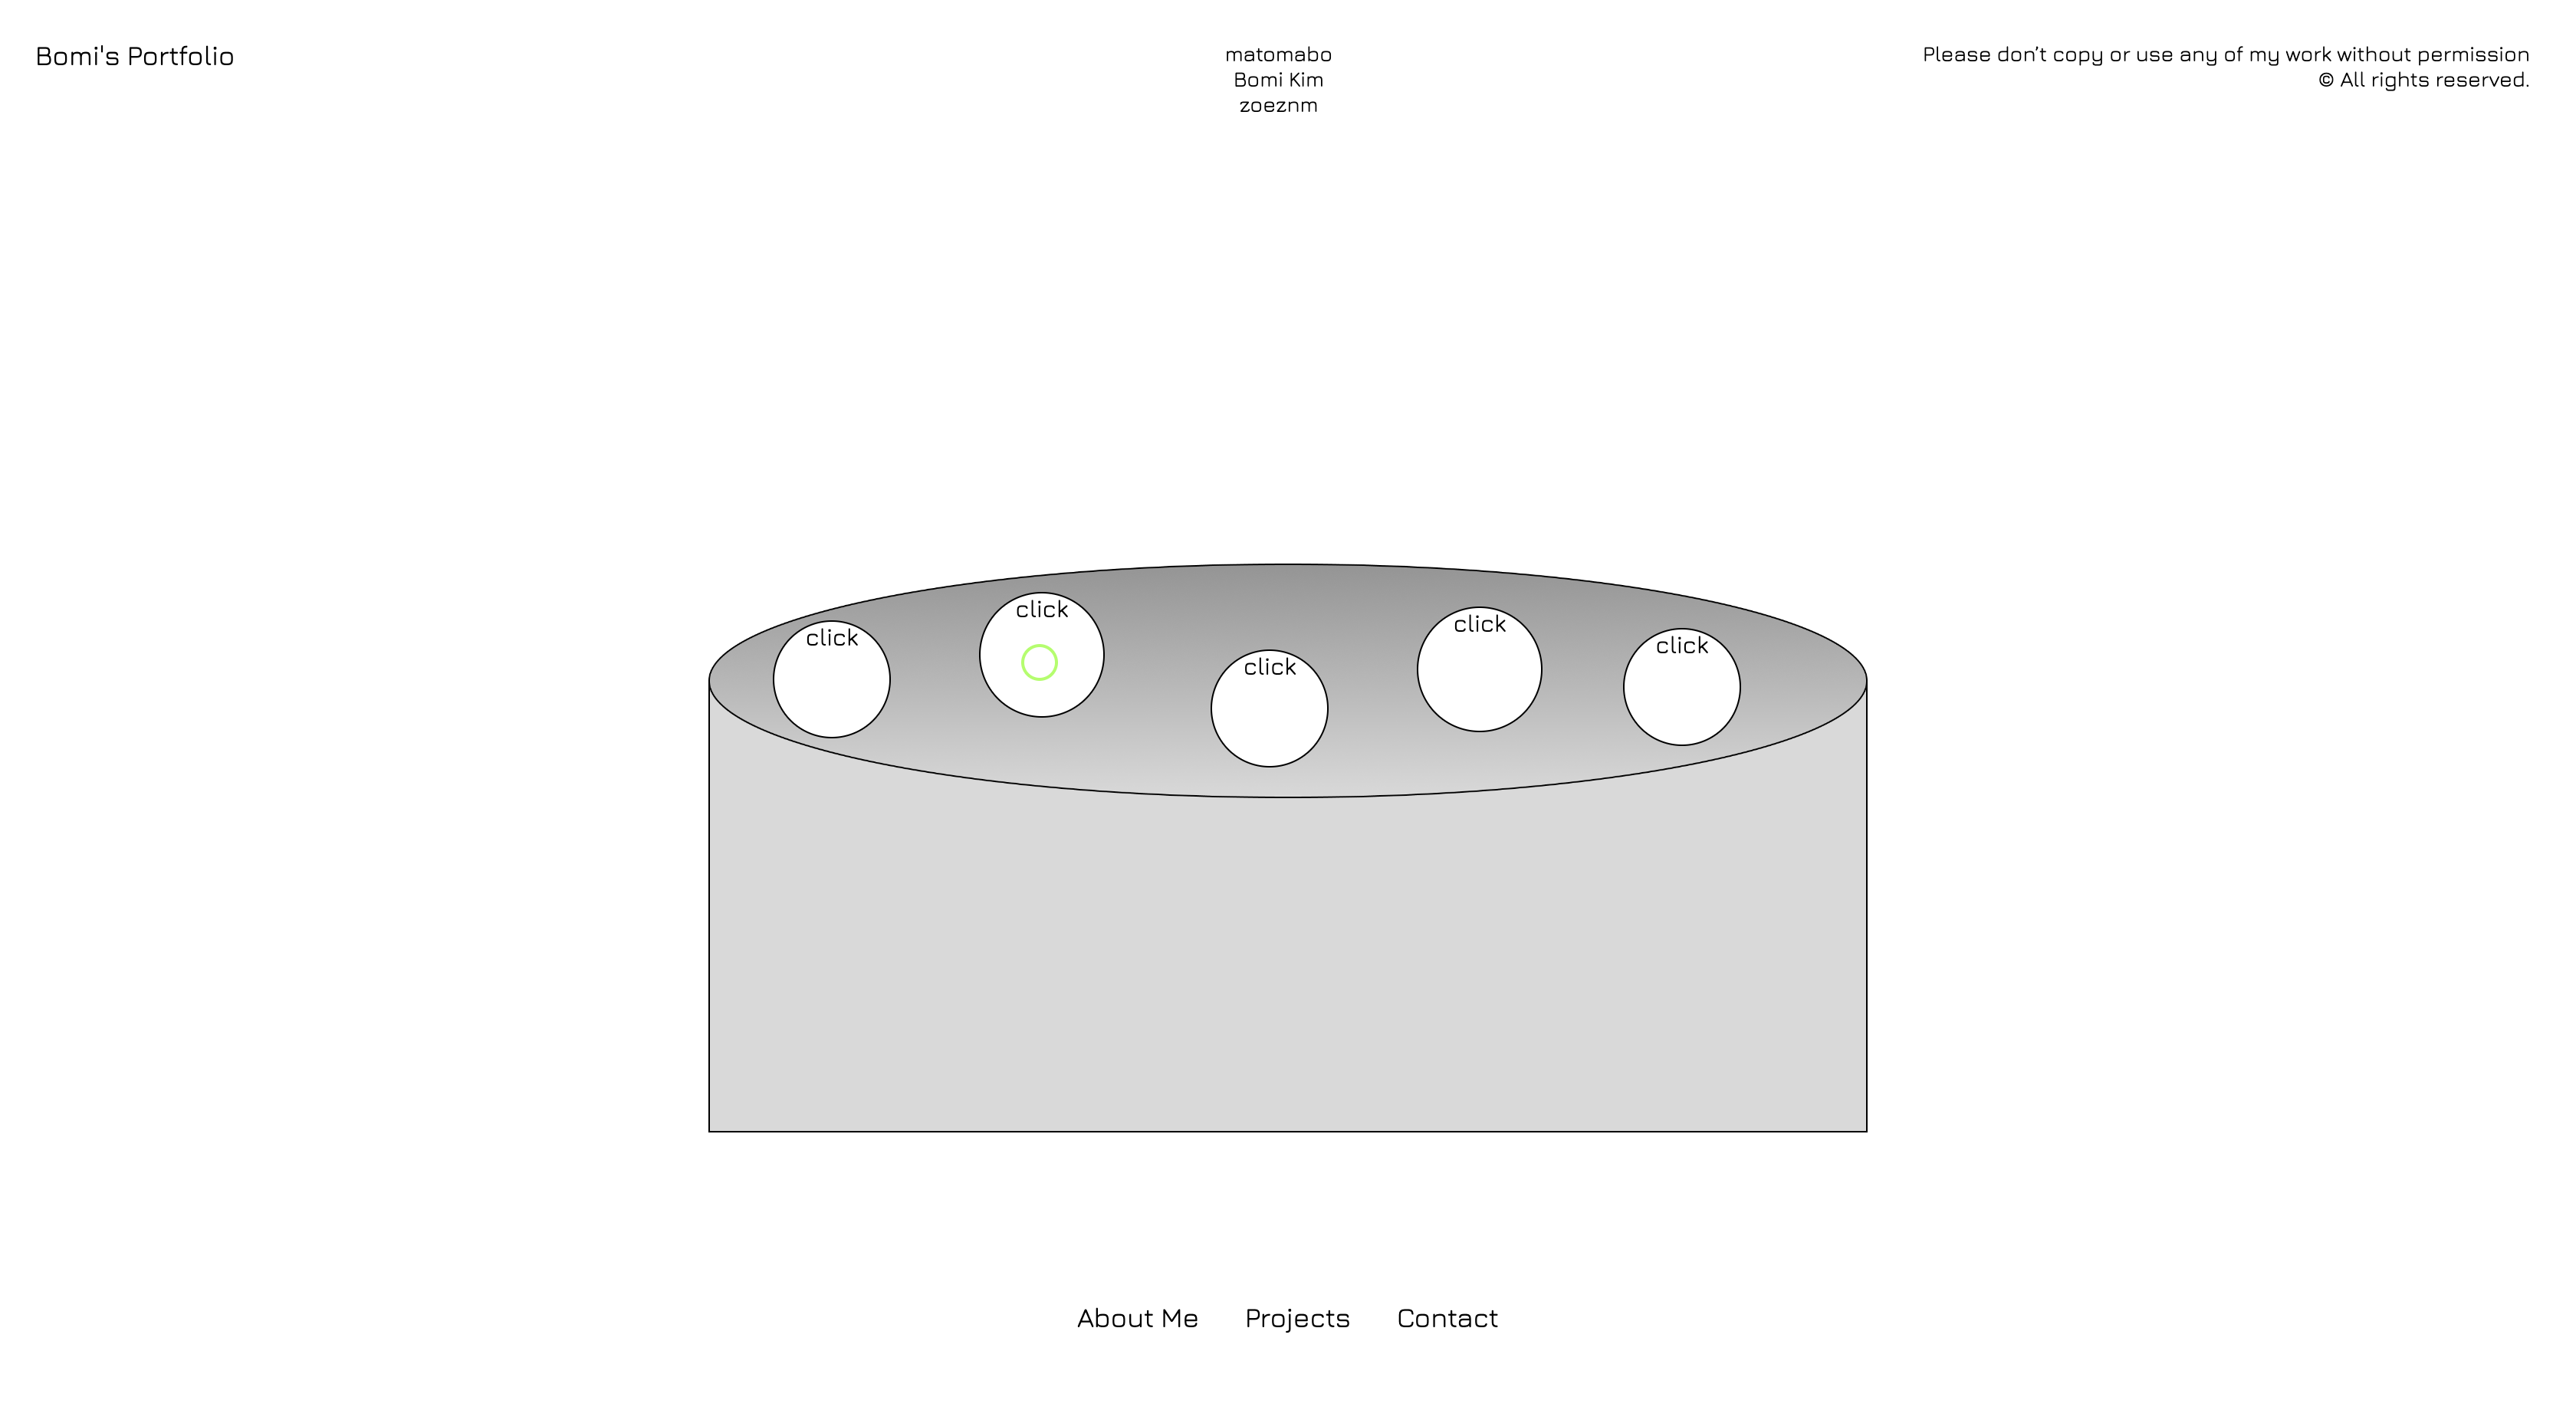 Bomi's Portfolio
matomabo
Bomi Kim
zoeznm
Please don’t copy or use any of my work without permission
© All rights reserved.
click
click
click
click
click
About Me
Projects
Contact